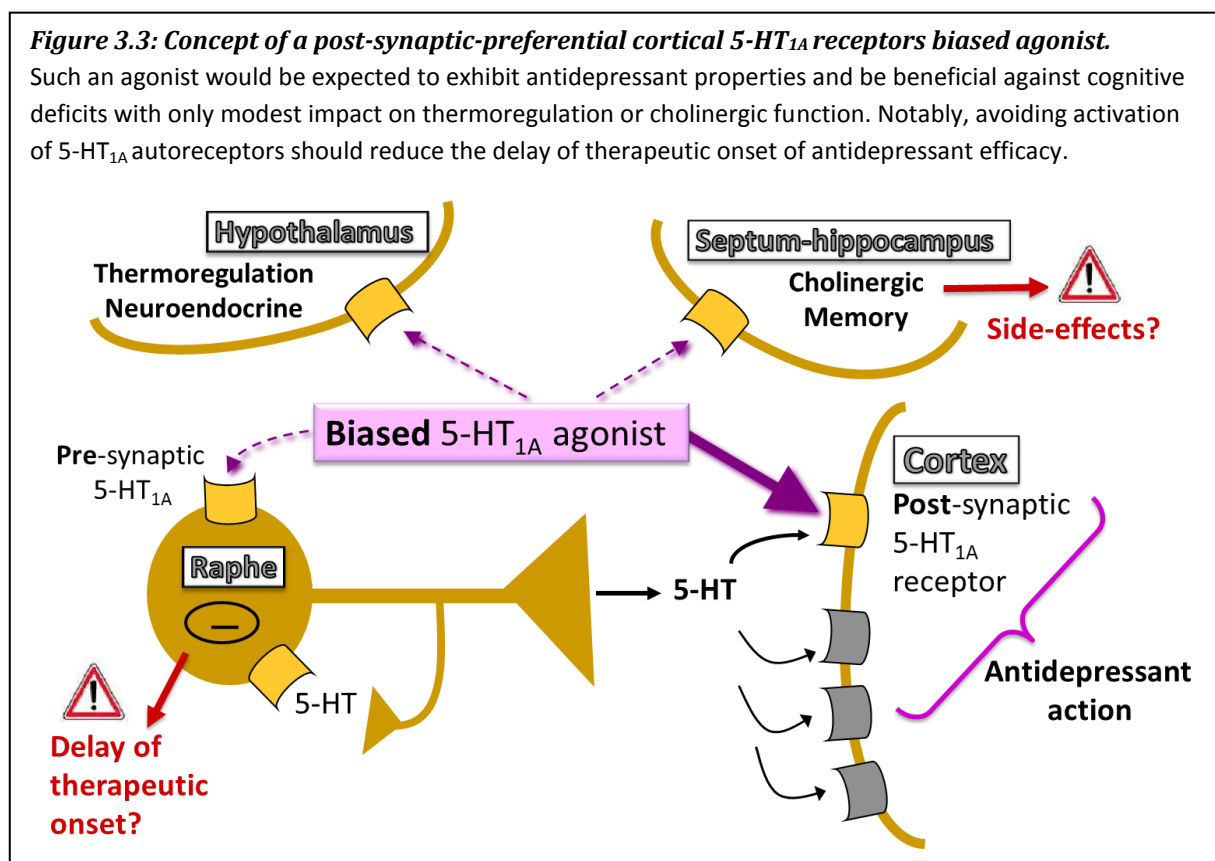 Figure 3.3: Concept of a post-synaptic-preferential cortical 5-HT1A receptors biased agonist.
Such an agonist would be expected to exhibit antidepressant properties and be beneficial against cognitive
deficits with only modest impact on thermoregulation or cholinergic function. Notably, avoiding activation
of 5-HT1A autoreceptors should reduce the delay of therapeutic onset of antidepressant efficacy.
Hypothalamus
Thermoregulation
Neuroendocrine
Septum-hippocampus
Cholinergic
Memory
!
Side-effects?
Biased 5-HT1A agonist
Pre-synaptic
5-HT1A
Raphe
–
5-HT
!
Delay of
therapeutic
onset?
5-HT
Cortex
Post-synaptic
5-HT1A
receptor
Antidepressant
action